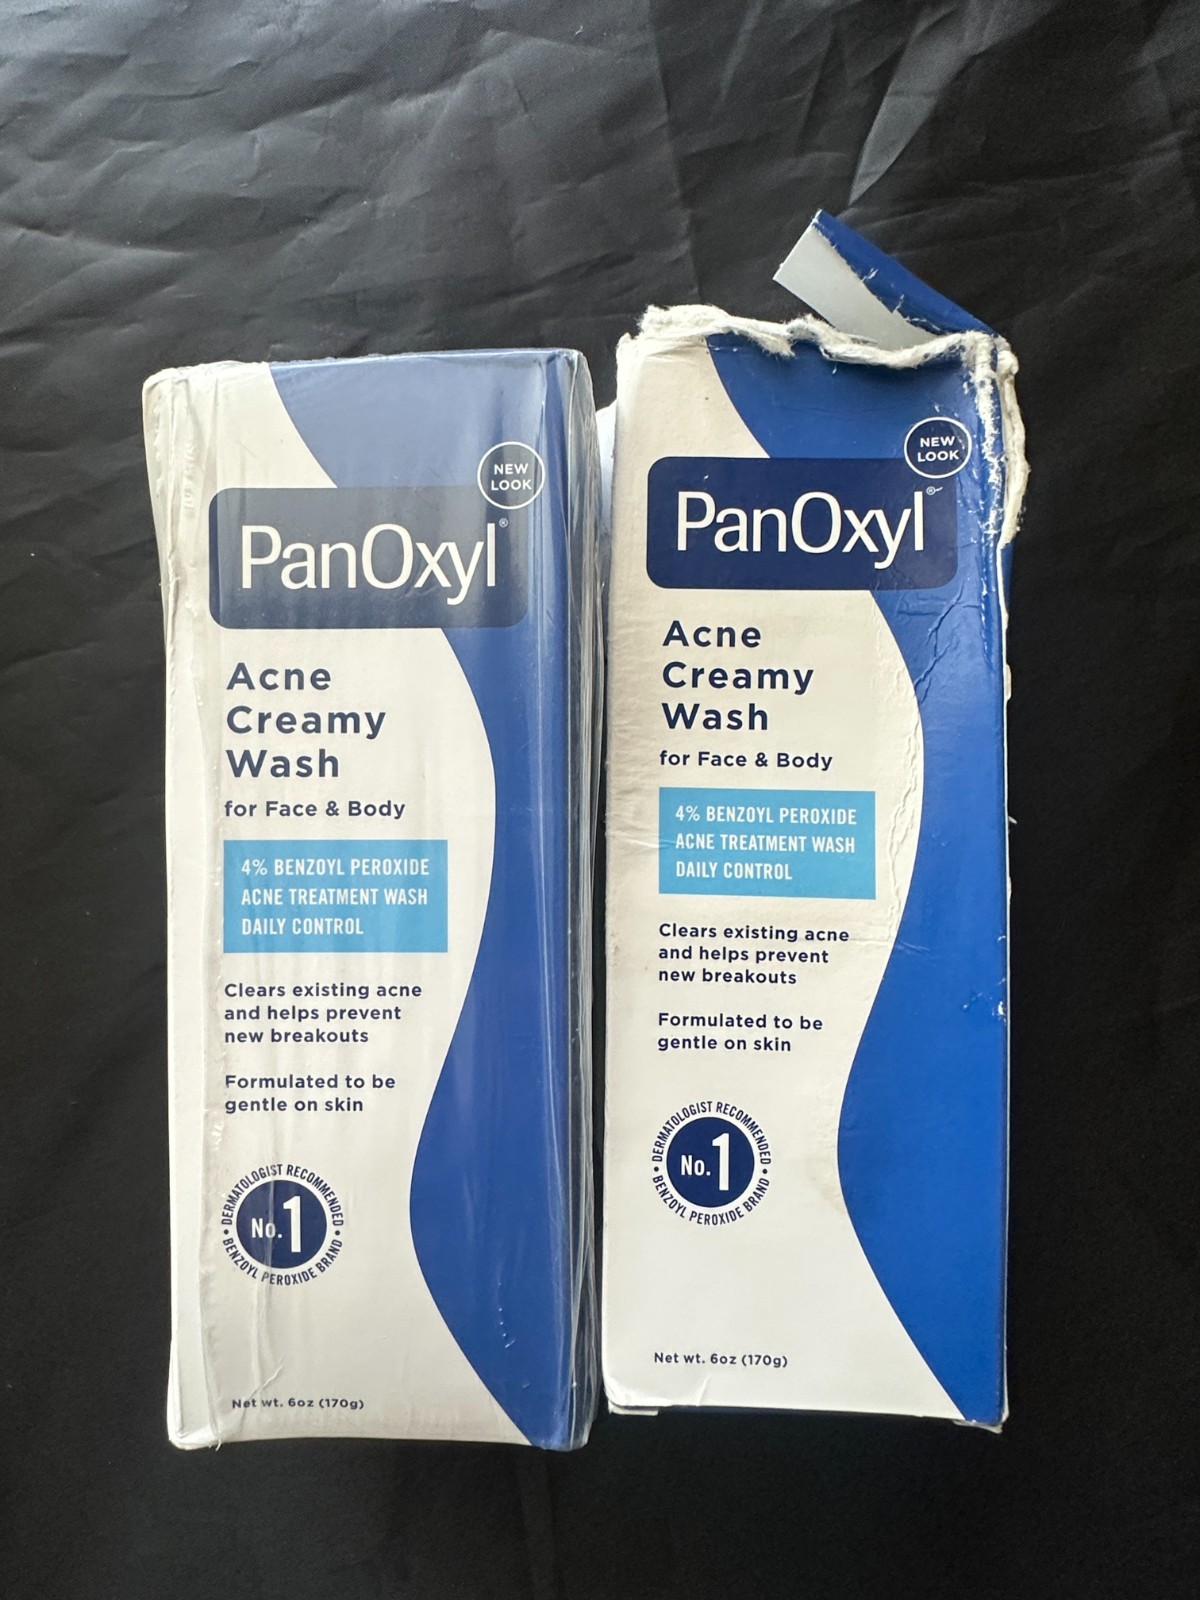 NEW
LOOK
PanOxyl®
Acne
Creamy
Wash
for Face & Body
4% BENZOYL PEROXIDE
ACNE TREATMENT WASH
DAILY CONTROL
Clears existing acne
and helps prevent
new breakouts
Formulated to be
gentle on skin
DERMATOLOGIST RECOMMENDED
No.1
BENZOYL PEROXIDE BRAND
Net wt. 6oz (170g)
NEW
LOOK
PanOxyl®
Acne
Creamy
Wash
for Face & Body
4% BENZOYL PEROXIDE
ACNE TREATMENT WASH
DAILY CONTROL
Clears existing acne
and helps prevent
new breakouts
Formulated to be
gentle on skin
DERMATOLOGIST RECOMMENDED
No.1
BENZOYL PEROXIDE BRAND
Net wt. 6oz (170g)